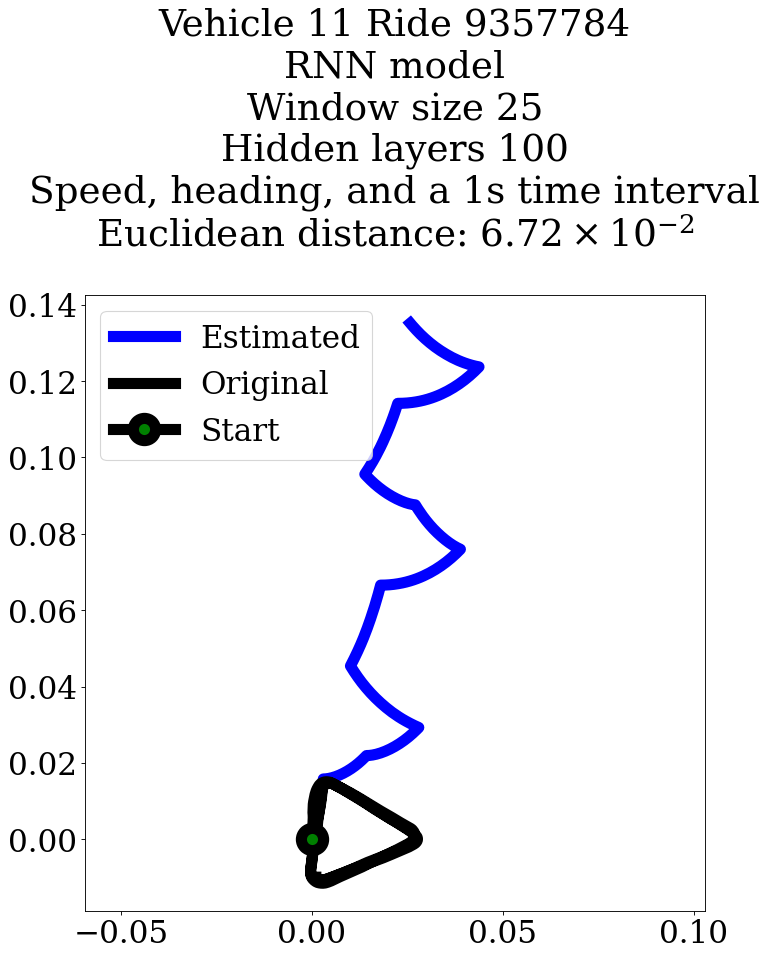 Vehicle 11 Ride 9357784
RNN model
Window size 25
Hidden layers 100
Speed, heading, and a 1s time interval
Euclidean distance: 6.72 × 10⁻²
0.14
0.12
0.10
0.08
0.06
0.04
0.02
0.00
Estimated
Original
Start
−0.05
0.00
0.05
0.10